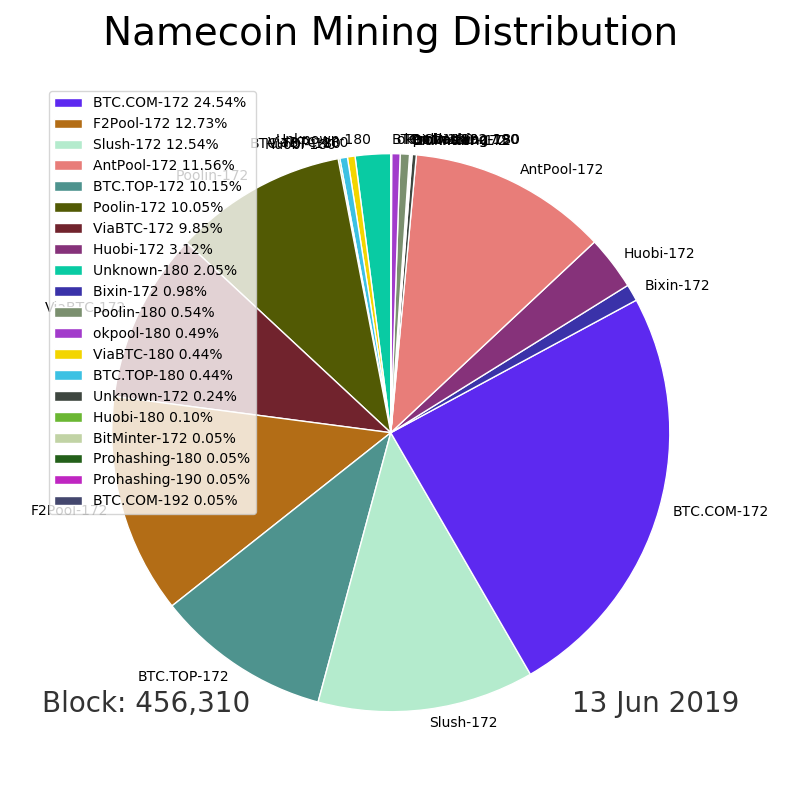 Namecoin Mining Distribution
BTC.COM-172 24.54%
F2Pool-172 12.73%
Slush-172 12.54%
AntPool-172 11.56%
BTC.TOP-172 10.15%
Poolin-172 10.05%
ViaBTC-172 9.85%
Huobi-172 3.12%
Unknown-180 2.05%
Bixin-172 0.98%
Poolin-180 0.54%
okpool-180 0.49%
ViaBTC-180 0.44%
BTC.TOP-180 0.44%
Unknown-172 0.24%
Huobi-180 0.10%
BitMinter-172 0.05%
Prohashing-180 0.05%
Prohashing-190 0.05%
BTC.COM-192 0.05%
Unknown-180
AntPool-172
Poolin-172
Huobi-172
Bixin-172
ViaBTC-172
F2Pool-172
BTC.COM-172
BTC.TOP-172
Slush-172
Block: 456,310
13 Jun 2019